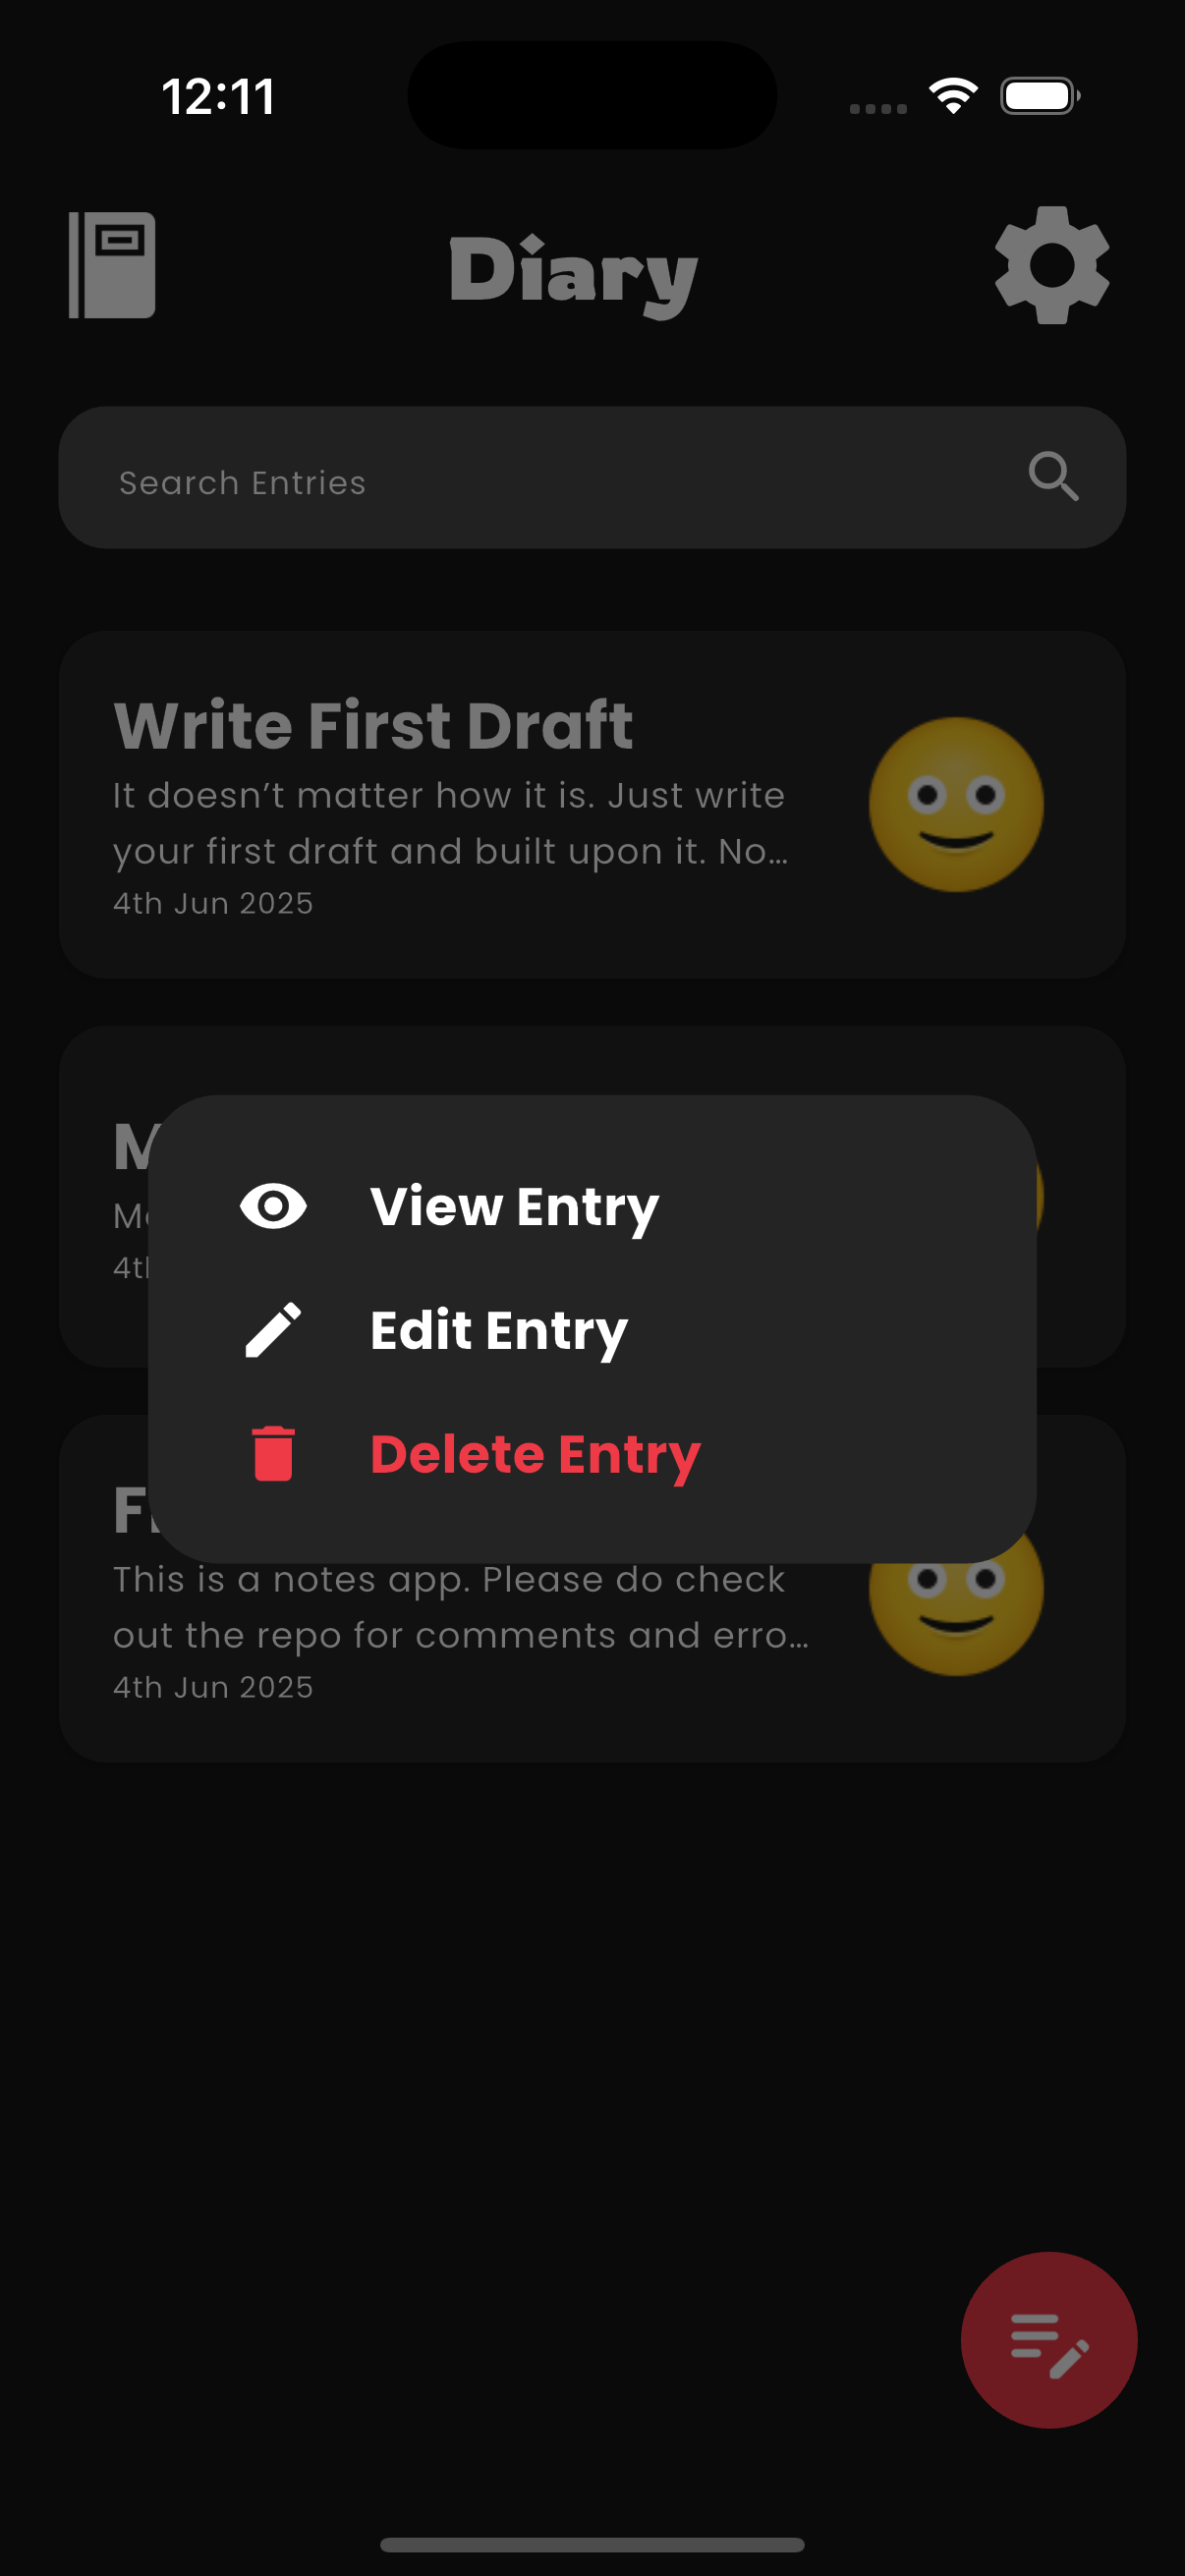 12:11
Diary
Search Entries
Write First Draft
It doesn’t matter how it is. Just write
your first draft and built upon it. No...
4th Jun 2025
View Entry
Edit Entry
Delete Entry
This is a notes app. Please do check
out the repo for comments and erro...
4th Jun 2025